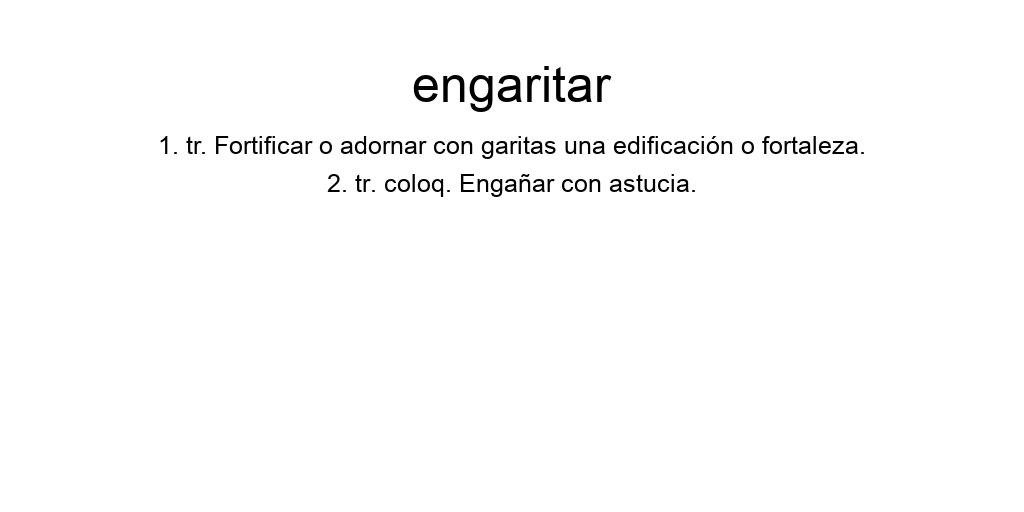 engaritar
1. tr. Fortificar o adornar con garitas una edificación o fortaleza.
2. tr. coloq. Engañar con astucia.